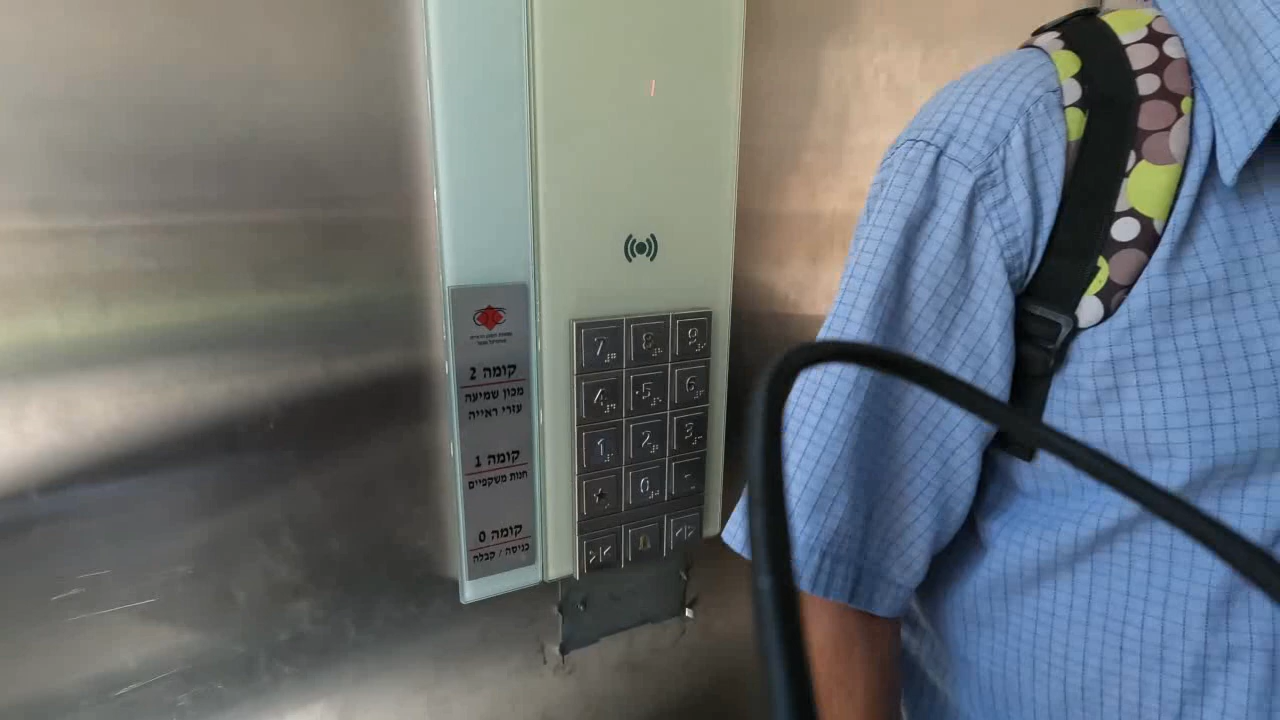 קומה 2
מכון שמיעה
עזרי ראייה
קומה 1
חנות משקפיים
קומה 0
כניסה / קבלה
7 8 9
4 5 6
1 2 3
* 0 -